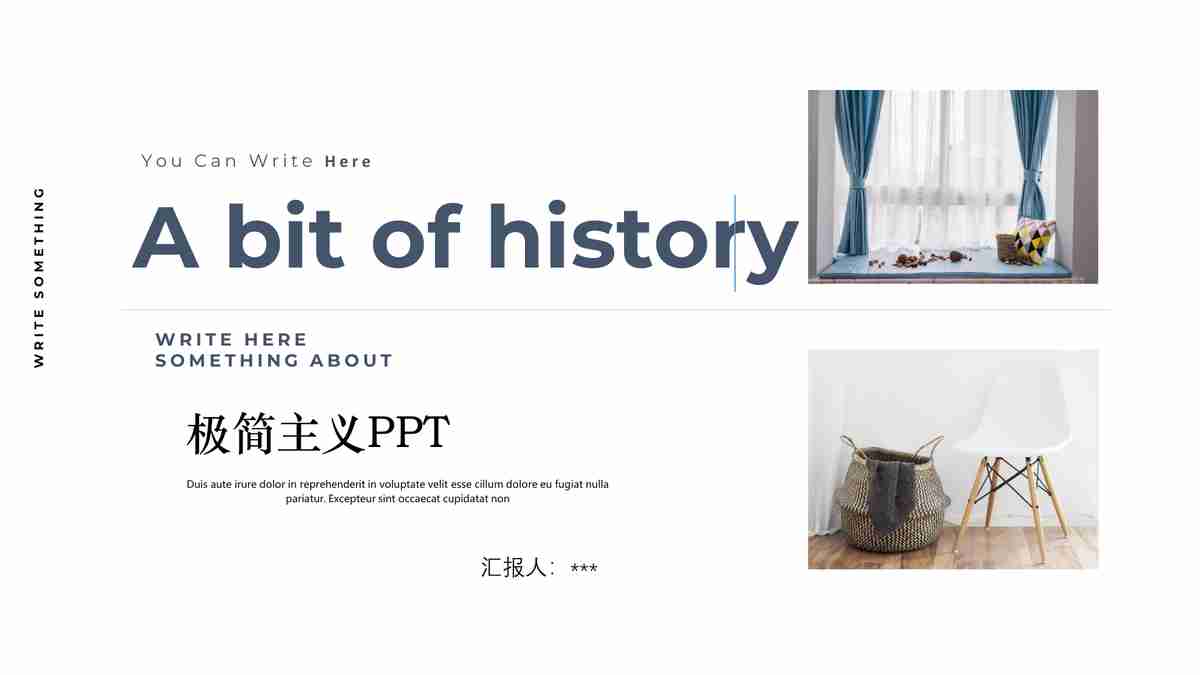 WRITE SOMETHING
You Can Write Here
A bit of history
WRITE HERE
SOMETHING ABOUT
极简主义PPT
Duis aute irure dolor in reprehenderit in voluptate velit esse cillum dolore eu fugiat nulla
pariatur. Excepteur sint occaecat cupidatat non
汇报人：***